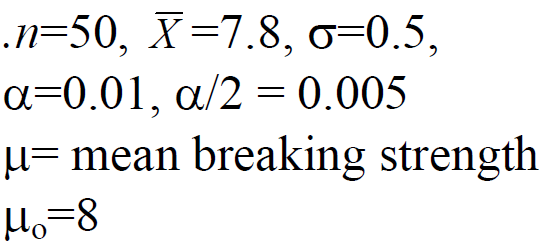 .n=50, X̅=7.8, σ=0.5,
α=0.01, α/2 = 0.005
μ= mean breaking strength
μₒ=8